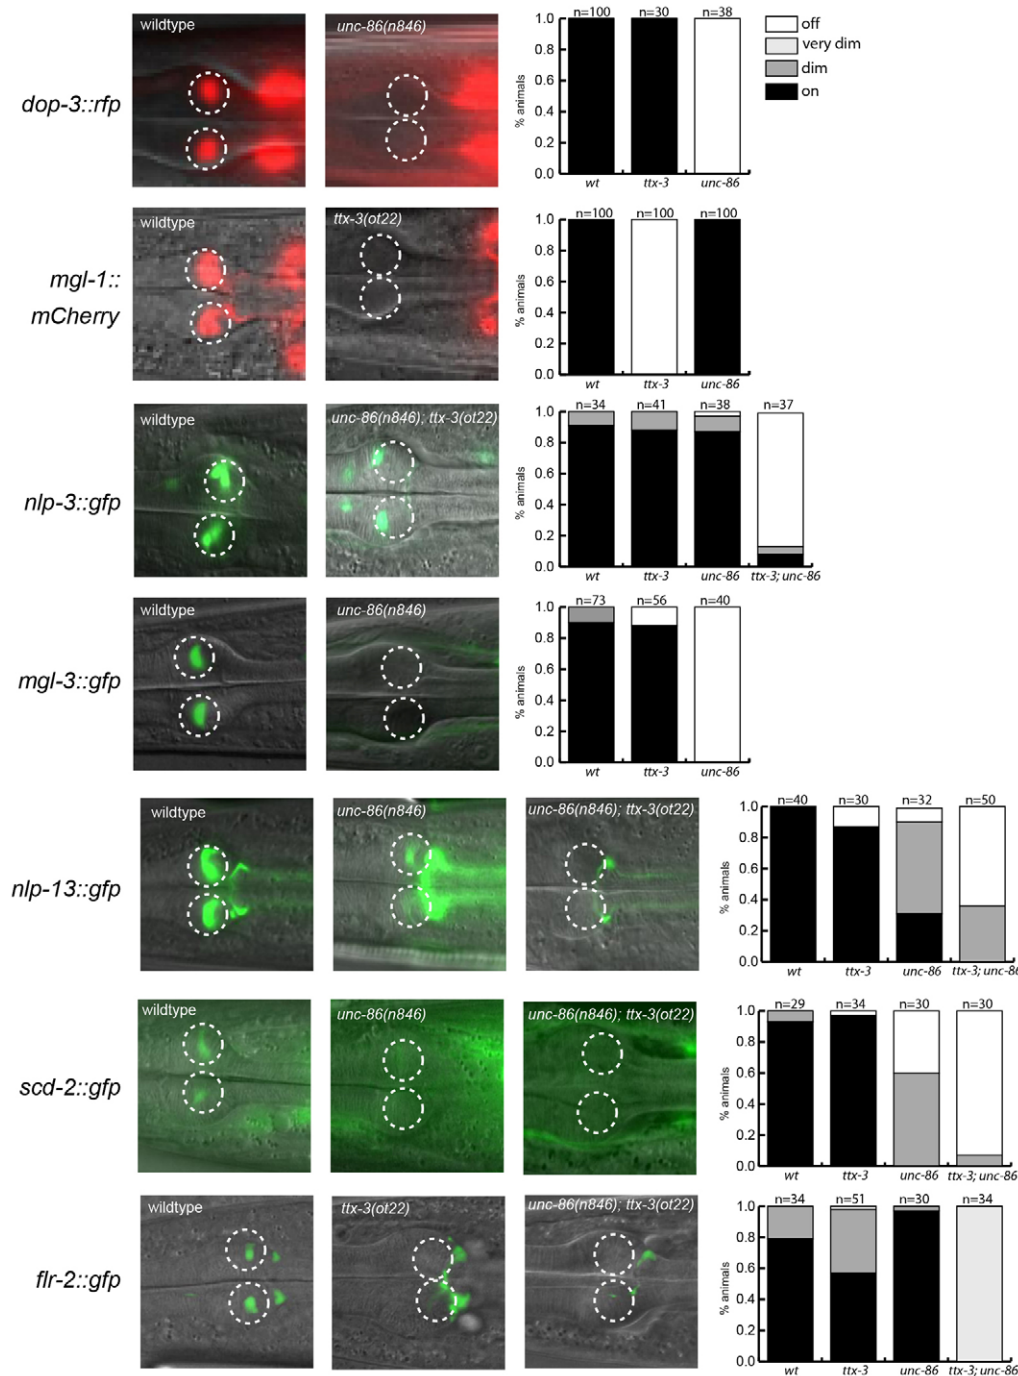 wildtype
unc-86(n846)
dop-3::rfp
n=100 n=30 n=38
1.0
0.8
0.6
0.4
0.2
0.0
% animals
wt ttx-3 unc-86
off
very dim
dim
on
wildtype
ttx-3(ot22)
mgl-1::
mCherry
n=100 n=100 n=100
1.0
0.8
0.6
0.4
0.2
0.0
% animals
wt ttx-3 unc-86
wildtype
unc-86(n846); ttx-3(ot22)
nlp-3::gfp
n=34 n=41 n=38 n=37
1.0
0.8
0.6
0.4
0.2
0.0
% animals
wt ttx-3 unc-86 ttx-3; unc-86
wildtype
unc-86(n846)
mgl-3::gfp
n=73 n=56 n=40
1.0
0.8
0.6
0.4
0.2
0.0
% animals
wt ttx-3 unc-86
wildtype
unc-86(n846)
unc-86(n846); ttx-3(ot22)
nlp-13::gfp
n=40 n=30 n=32 n=50
1.0
0.8
0.6
0.4
0.2
0.0
% animals
wt ttx-3 unc-86 ttx-3; unc-86
wildtype
unc-86(n846)
unc-86(n846); ttx-3(ot22)
scd-2::gfp
n=29 n=34 n=30 n=30
1.0
0.8
0.6
0.4
0.2
0.0
% animals
wt ttx-3 unc-86 ttx-3; unc-86
wildtype
ttx-3(ot22)
unc-86(n846); ttx-3(ot22)
flr-2::gfp
n=34 n=51 n=30 n=34
1.0
0.8
0.6
0.4
0.2
0.0
% animals
wt ttx-3 unc-86 ttx-3; unc-86